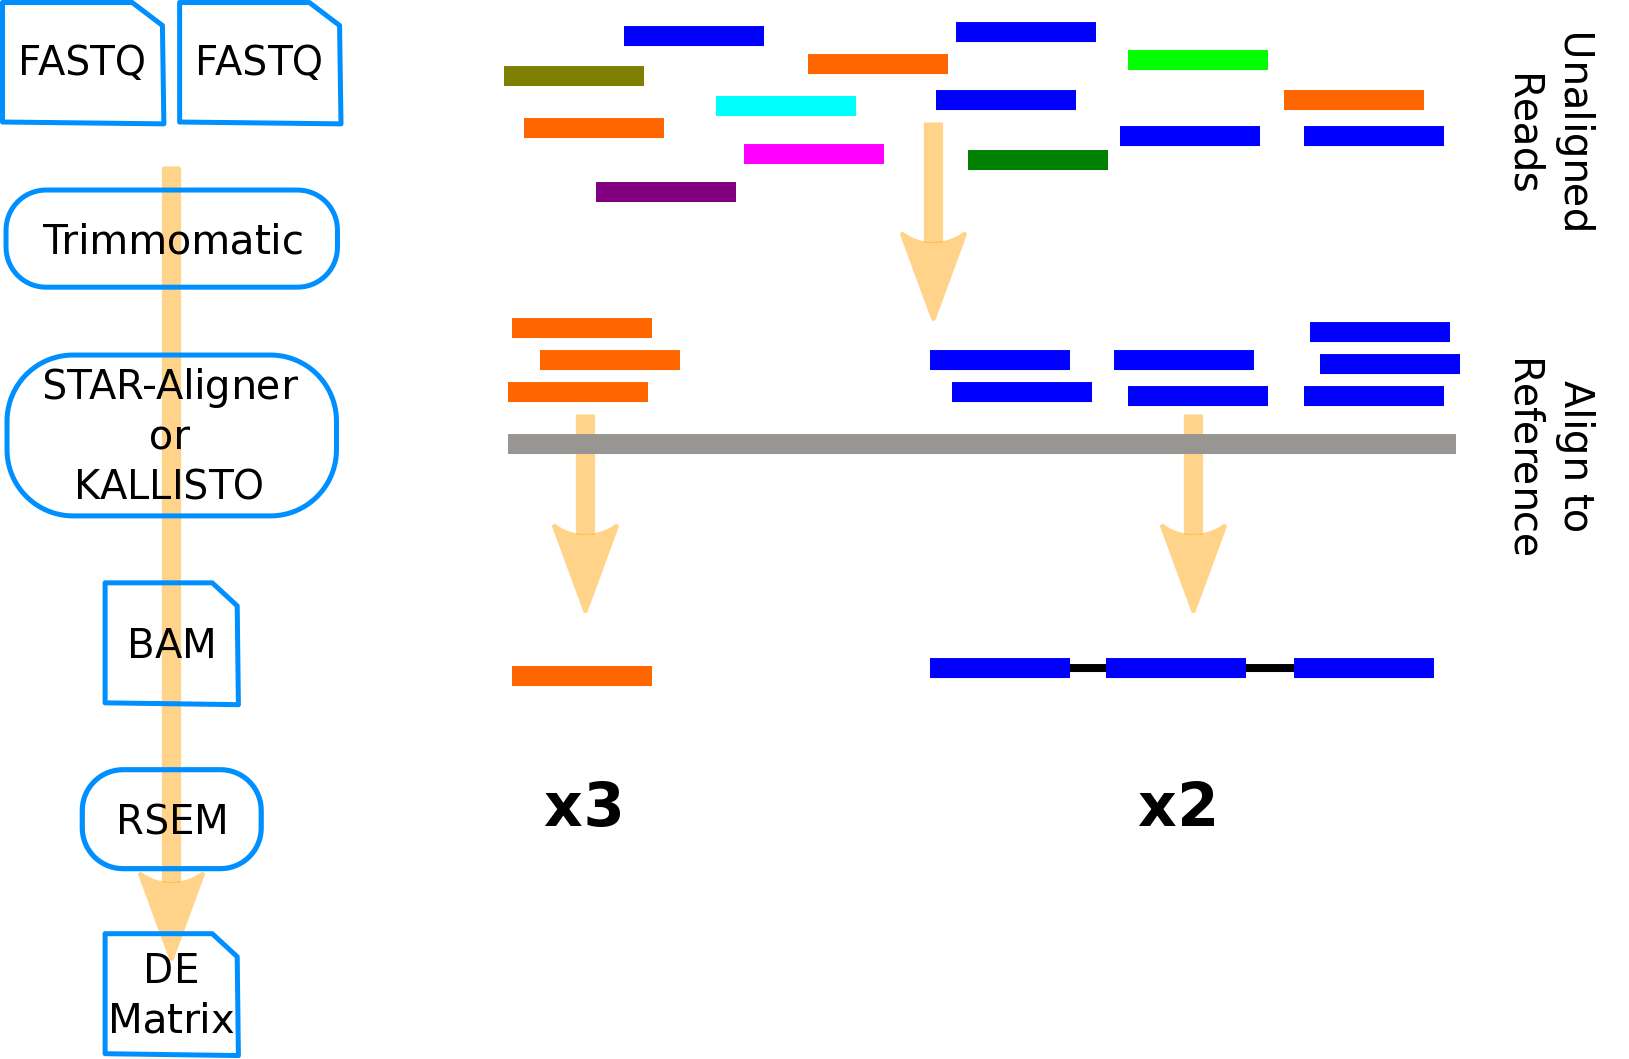 FASTQ
FASTQ
Trimmomatic
STAR-Aligner
or
KALLISTO
BAM
RSEM
DE
Matrix
Unaligned
Reads
Align to
Reference
x3
x2